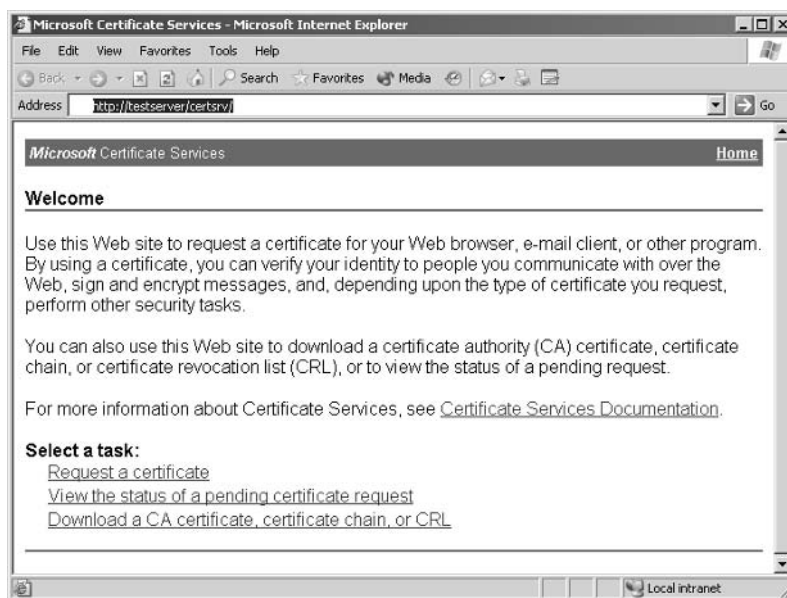 Microsoft Certificate Services - Microsoft Internet Explorer
File Edit View Favorites Tools Help
Back Search Favorites Media
Address http://testserver/certsrv/ Go
Microsoft Certificate Services Home
Welcome
Use this Web site to request a certificate for your Web browser, e-mail client, or other program.
By using a certificate, you can verify your identity to people you communicate with over the
Web, sign and encrypt messages, and, depending upon the type of certificate you request,
perform other security tasks.
You can also use this Web site to download a certificate authority (CA) certificate, certificate
chain, or certificate revocation list (CRL), or to view the status of a pending request.
For more information about Certificate Services, see Certificate Services Documentation.
Select a task:
Request a certificate
View the status of a pending certificate request
Download a CA certificate, certificate chain, or CRL
Local intranet